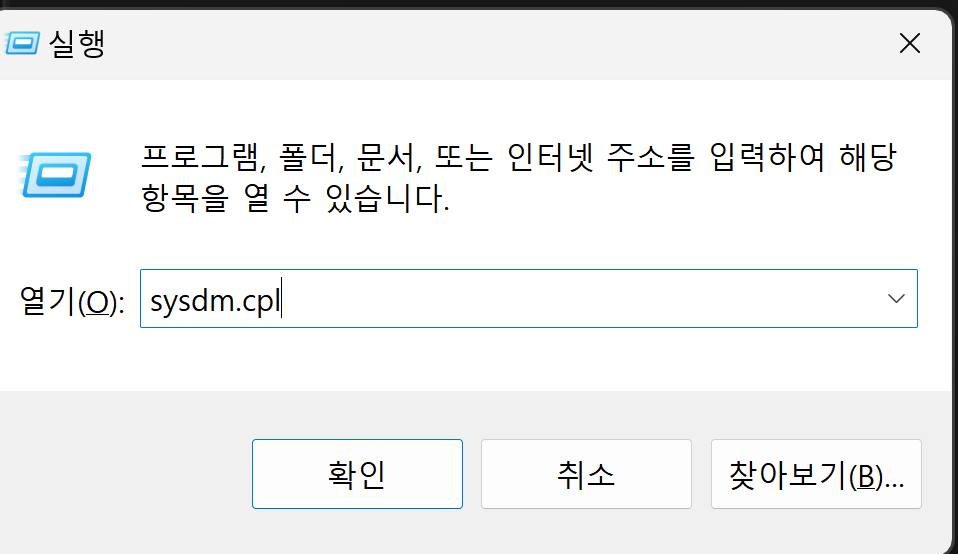 실행
프로그램, 폴더, 문서, 또는 인터넷 주소를 입력하여 해당
항목을 열 수 있습니다.
열기(O): sysdm.cpl
확인 취소 찾아보기(B)...